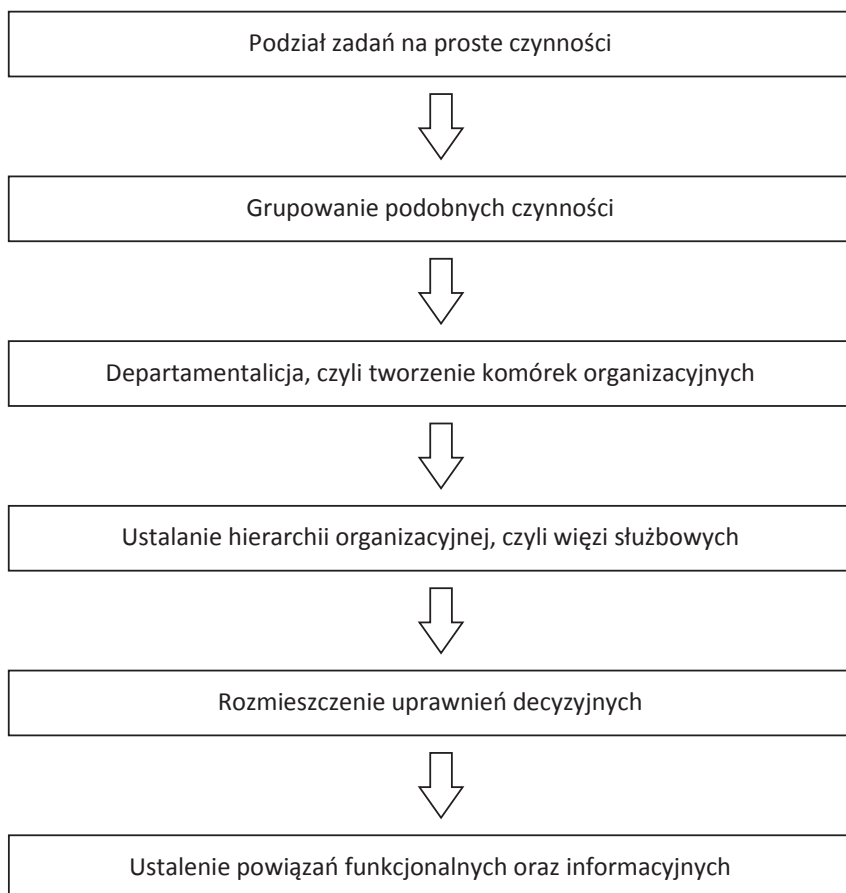 Podział zadań na proste czynności
Grupowanie podobnych czynności
Departamentalicja, czyli tworzenie komórek organizacyjnych
Ustalanie hierarchii organizacyjnej, czyli więzi służbowych
Rozmieszczenie uprawnień decyzyjnych
Ustalenie powiązań funkcjonalnych oraz informacyjnych